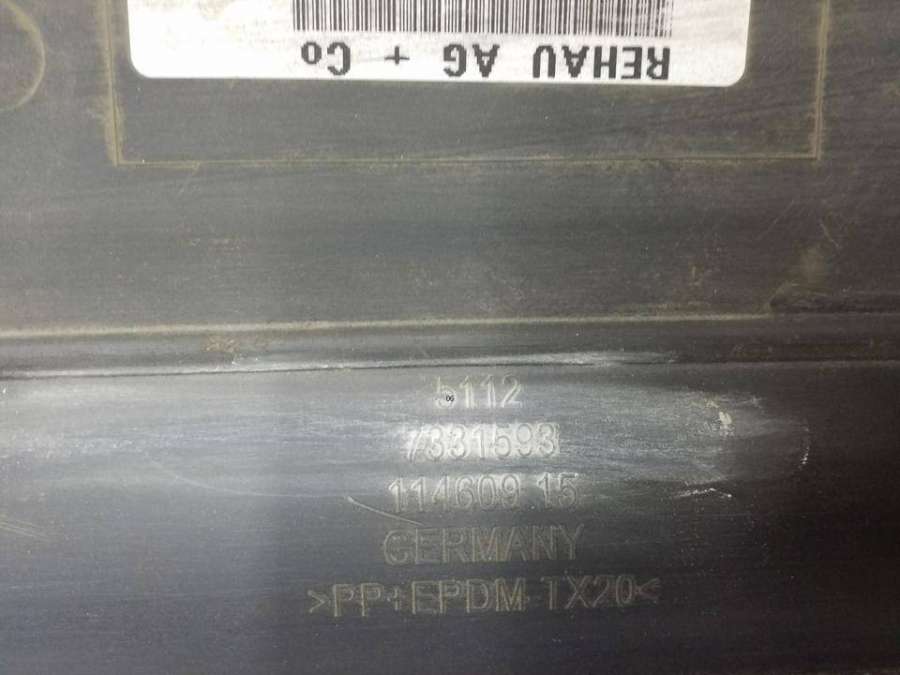 REHAU AG + Co
5112
7331593
114609 15
GERMANY
>PP+EPDM TX20<